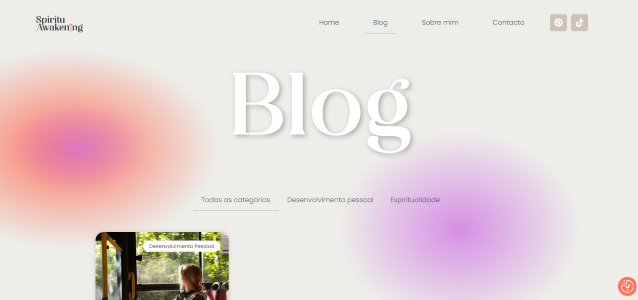 Spiritu
Awakening
Home
Blog
Sobre mim
Contacto
Blog
Todas as categorias
Desenvolvimento pessoal
Espiritualidade
Desenvolvimento Pessoal